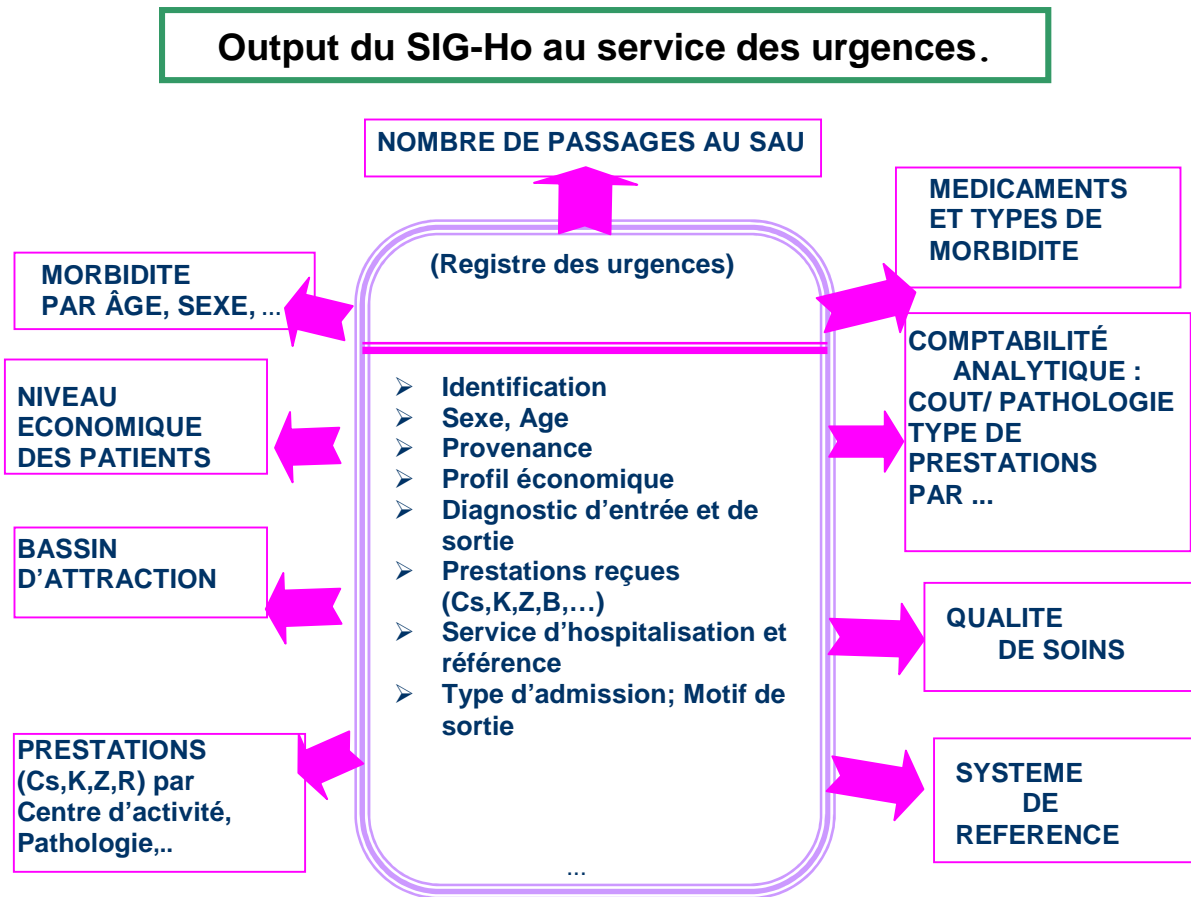 Output du SIG-Ho au service des urgences.
NOMBRE DE PASSAGES AU SAU
MORBIDITE
PAR ÂGE, SEXE, ...
NIVEAU
ECONOMIQUE
DES PATIENTS
BASSIN
D'ATTRACTION
PRESTATIONS
(Cs,K,Z,R) par
Centre d'activité,
Pathologie,..
(Registre des urgences)
➢ Identification
➢ Sexe, Age
➢ Provenance
➢ Profil économique
➢ Diagnostic d'entrée et de
sortie
➢ Prestations reçues
(Cs,K,Z,B,...)
➢ Service d'hospitalisation et
référence
➢ Type d'admission; Motif de
sortie
...
MEDICAMENTS
ET TYPES DE
MORBIDITE
COMPTABILITÉ
ANALYTIQUE :
COUT/ PATHOLOGIE
TYPE DE
PRESTATIONS
PAR ...
QUALITE
DE SOINS
SYSTEME
DE
REFERENCE